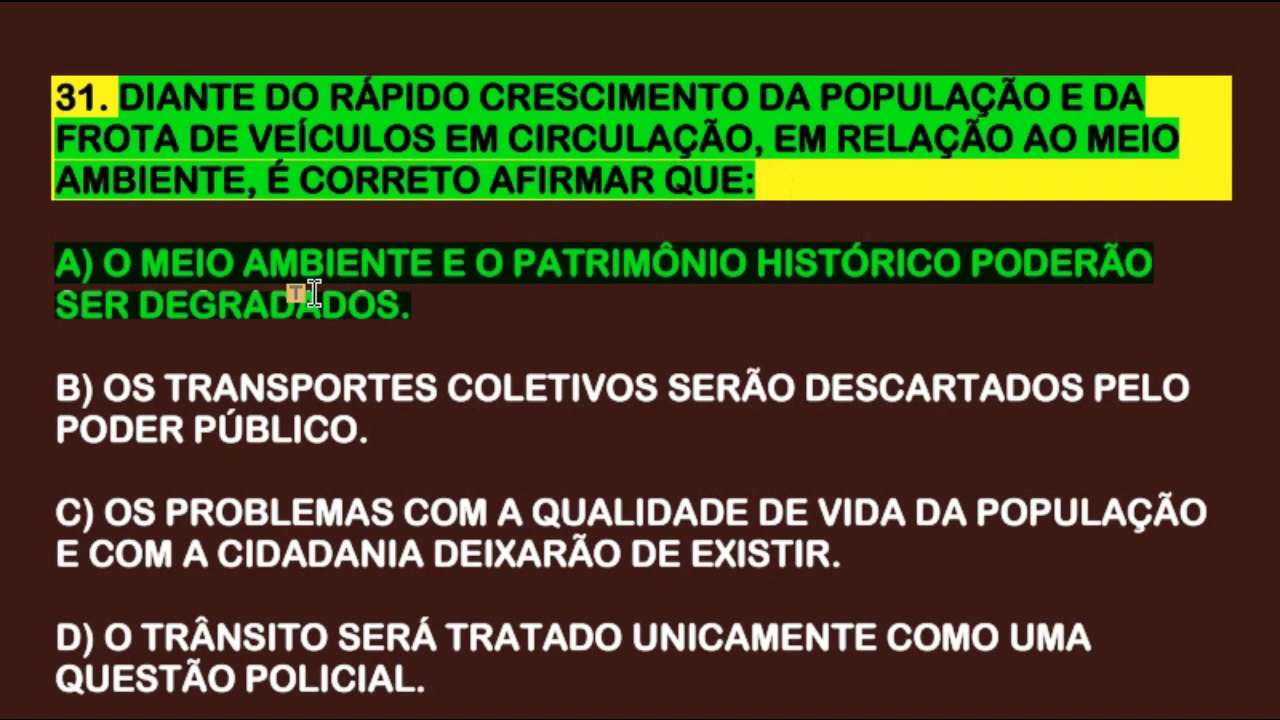 31. DIANTE DO RÁPIDO CRESCIMENTO DA POPULAÇÃO E DA
FROTA DE VEÍCULOS EM CIRCULAÇÃO, EM RELAÇÃO AO MEIO
AMBIENTE, É CORRETO AFIRMAR QUE:
A) O MEIO AMBIENTE E O PATRIMÔNIO HISTÓRICO PODERÃO
SER DEGRADADOS.
B) OS TRANSPORTES COLETIVOS SERÃO DESCARTADOS PELO
PODER PÚBLICO.
C) OS PROBLEMAS COM A QUALIDADE DE VIDA DA POPULAÇÃO
E COM A CIDADANIA DEIXARÃO DE EXISTIR.
D) O TRÂNSITO SERÁ TRATADO UNICAMENTE COMO UMA
QUESTÃO POLICIAL.